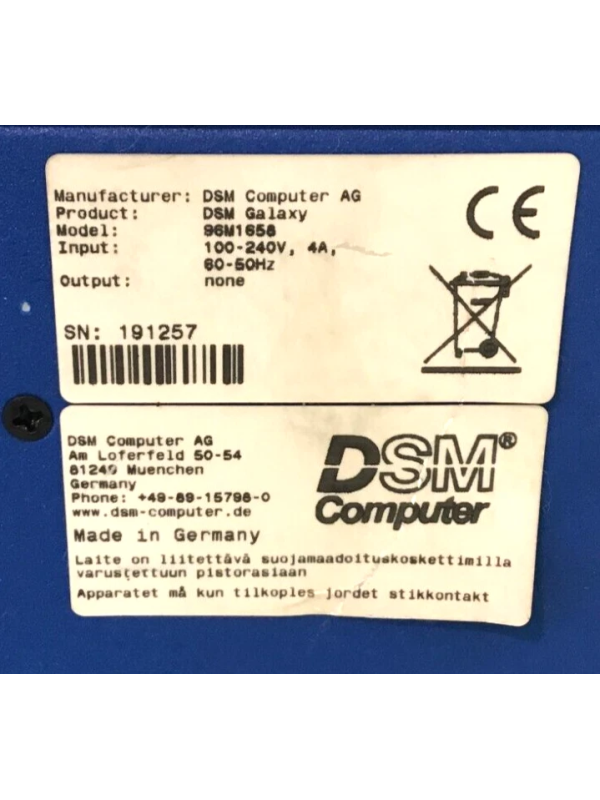 Manufacturer: DSM Computer AG
Product: DSM Galaxy
Model: 96M1658
Input: 100-240V, 4A,
60-50Hz
Output: none
CE
SN: 191257
DSM Computer AG
Am Loferfeld 50-54
81249 Muenchen
Germany
Phone: +49-89-15798-0
www.dsm-computer.de
DSM®
Computer
Made in Germany
Laite on liitettävä suojamaadoituskoskettimilla
varustettuun pistorasiaan
Apparatet må kun tilkoples jordet stikkontakt